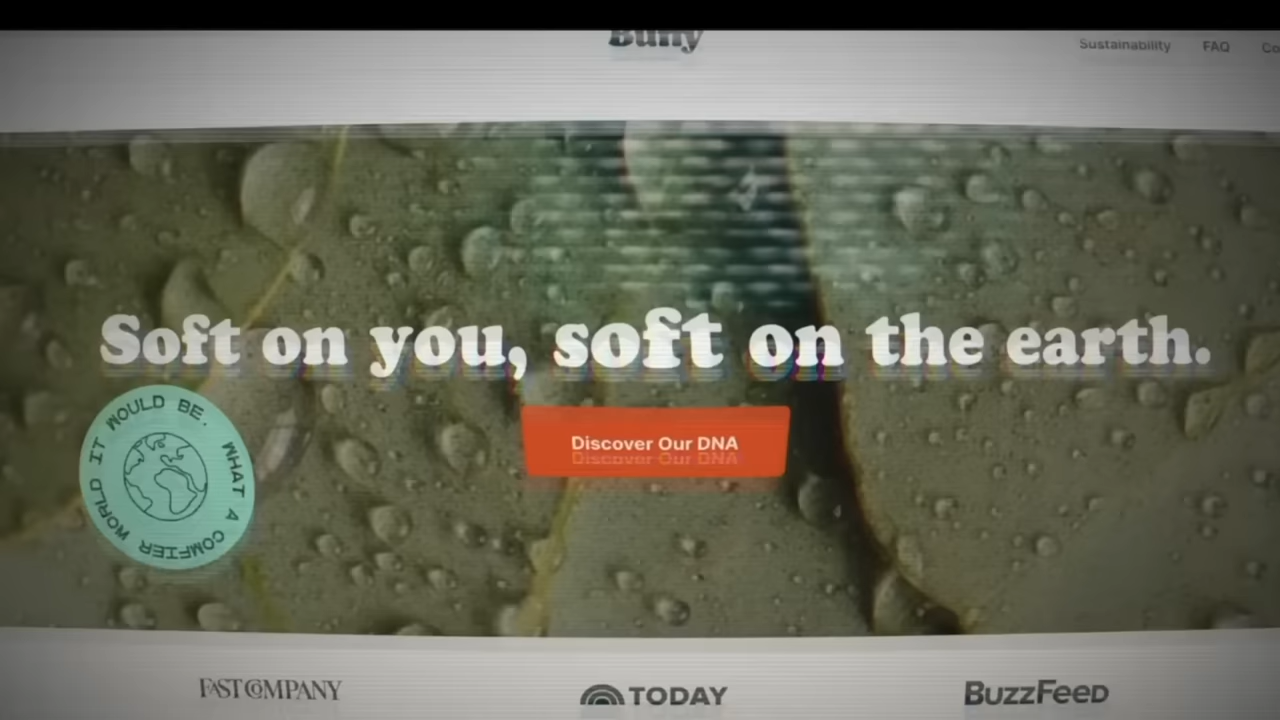 Buffy
Sustainability FAQ
Soft on you, soft on the earth.
WHAT A COMFIER WORLD IT WOULD BE.
Discover Our DNA
FAST COMPANY
TODAY
BuzzFeed